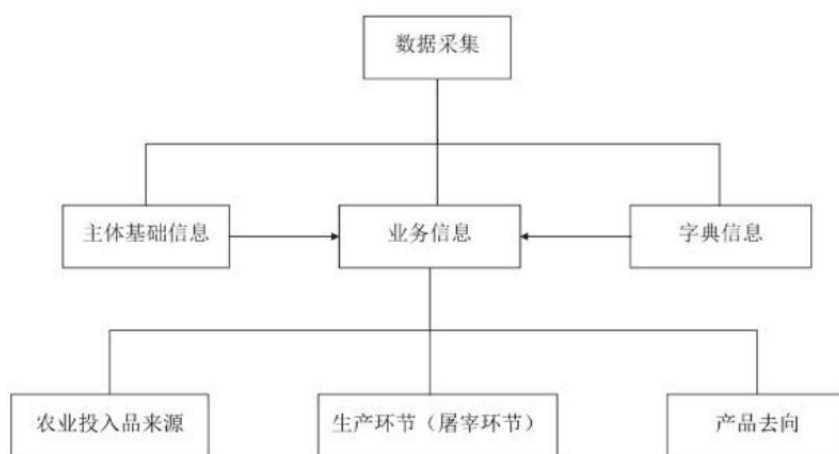 数据采集
主体基础信息
业务信息
字典信息
农业投入品来源
生产环节（屠宰环节）
产品去向